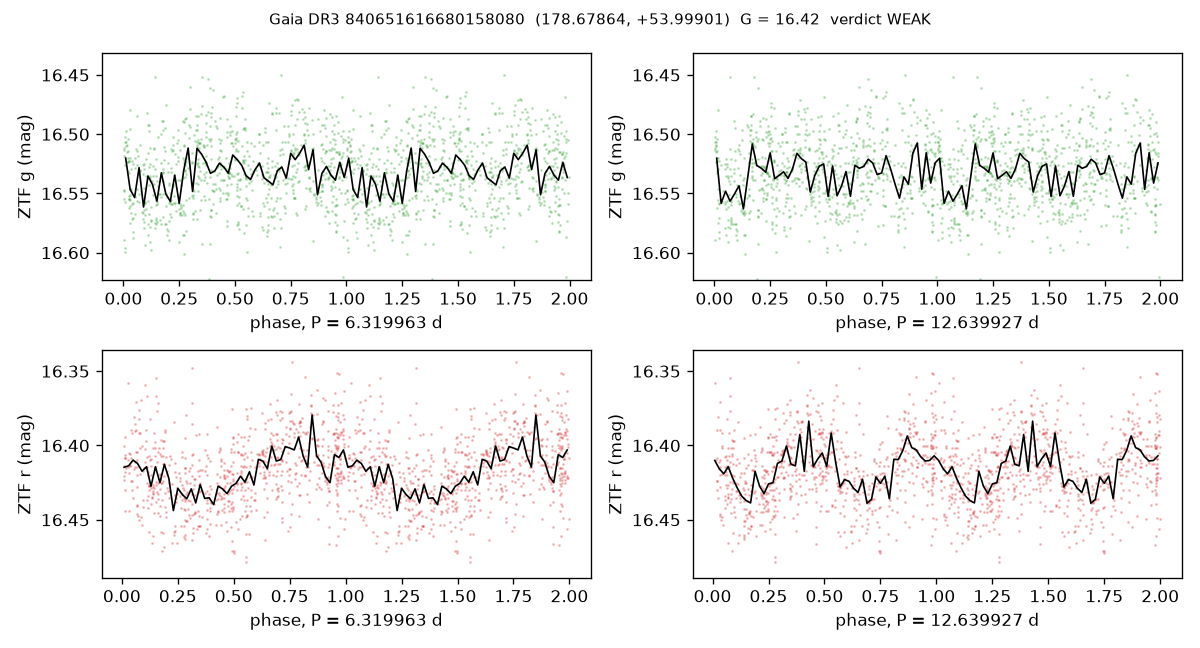 Gaia DR3 840651616680158080 (178.67864, +53.99901) G = 16.42 verdict WEAK
ZTF g (mag)
16.45
16.50
16.55
16.60
0.00 0.25 0.50 0.75 1.00 1.25 1.50 1.75 2.00
phase, P = 6.319963 d
ZTF g (mag)
16.45
16.50
16.55
16.60
0.00 0.25 0.50 0.75 1.00 1.25 1.50 1.75 2.00
phase, P = 12.639927 d
ZTF r (mag)
16.35
16.40
16.45
0.00 0.25 0.50 0.75 1.00 1.25 1.50 1.75 2.00
phase, P = 6.319963 d
ZTF r (mag)
16.35
16.40
16.45
0.00 0.25 0.50 0.75 1.00 1.25 1.50 1.75 2.00
phase, P = 12.639927 d